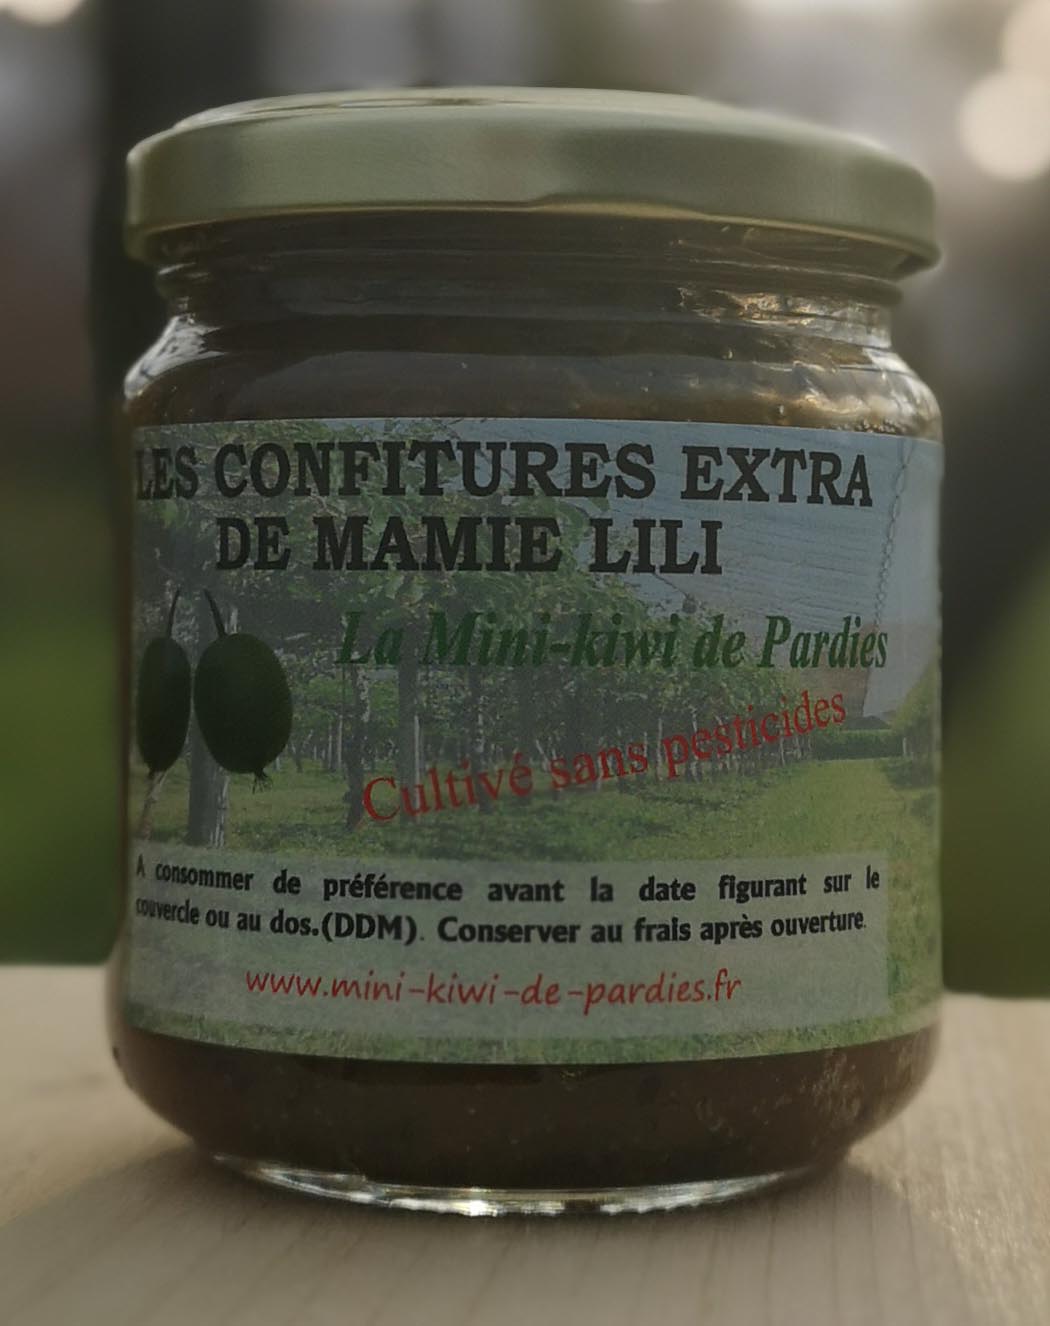 LES CONFITURES EXTRA
DE MAMIE LILI
La Mini-kiwi de Pardies
Cultivé sans pesticides
A consommer de préférence avant la date figurant sur le
couvercle ou au dos.(DDM). Conserver au frais après ouverture.
www.mini-kiwi-de-pardies.fr